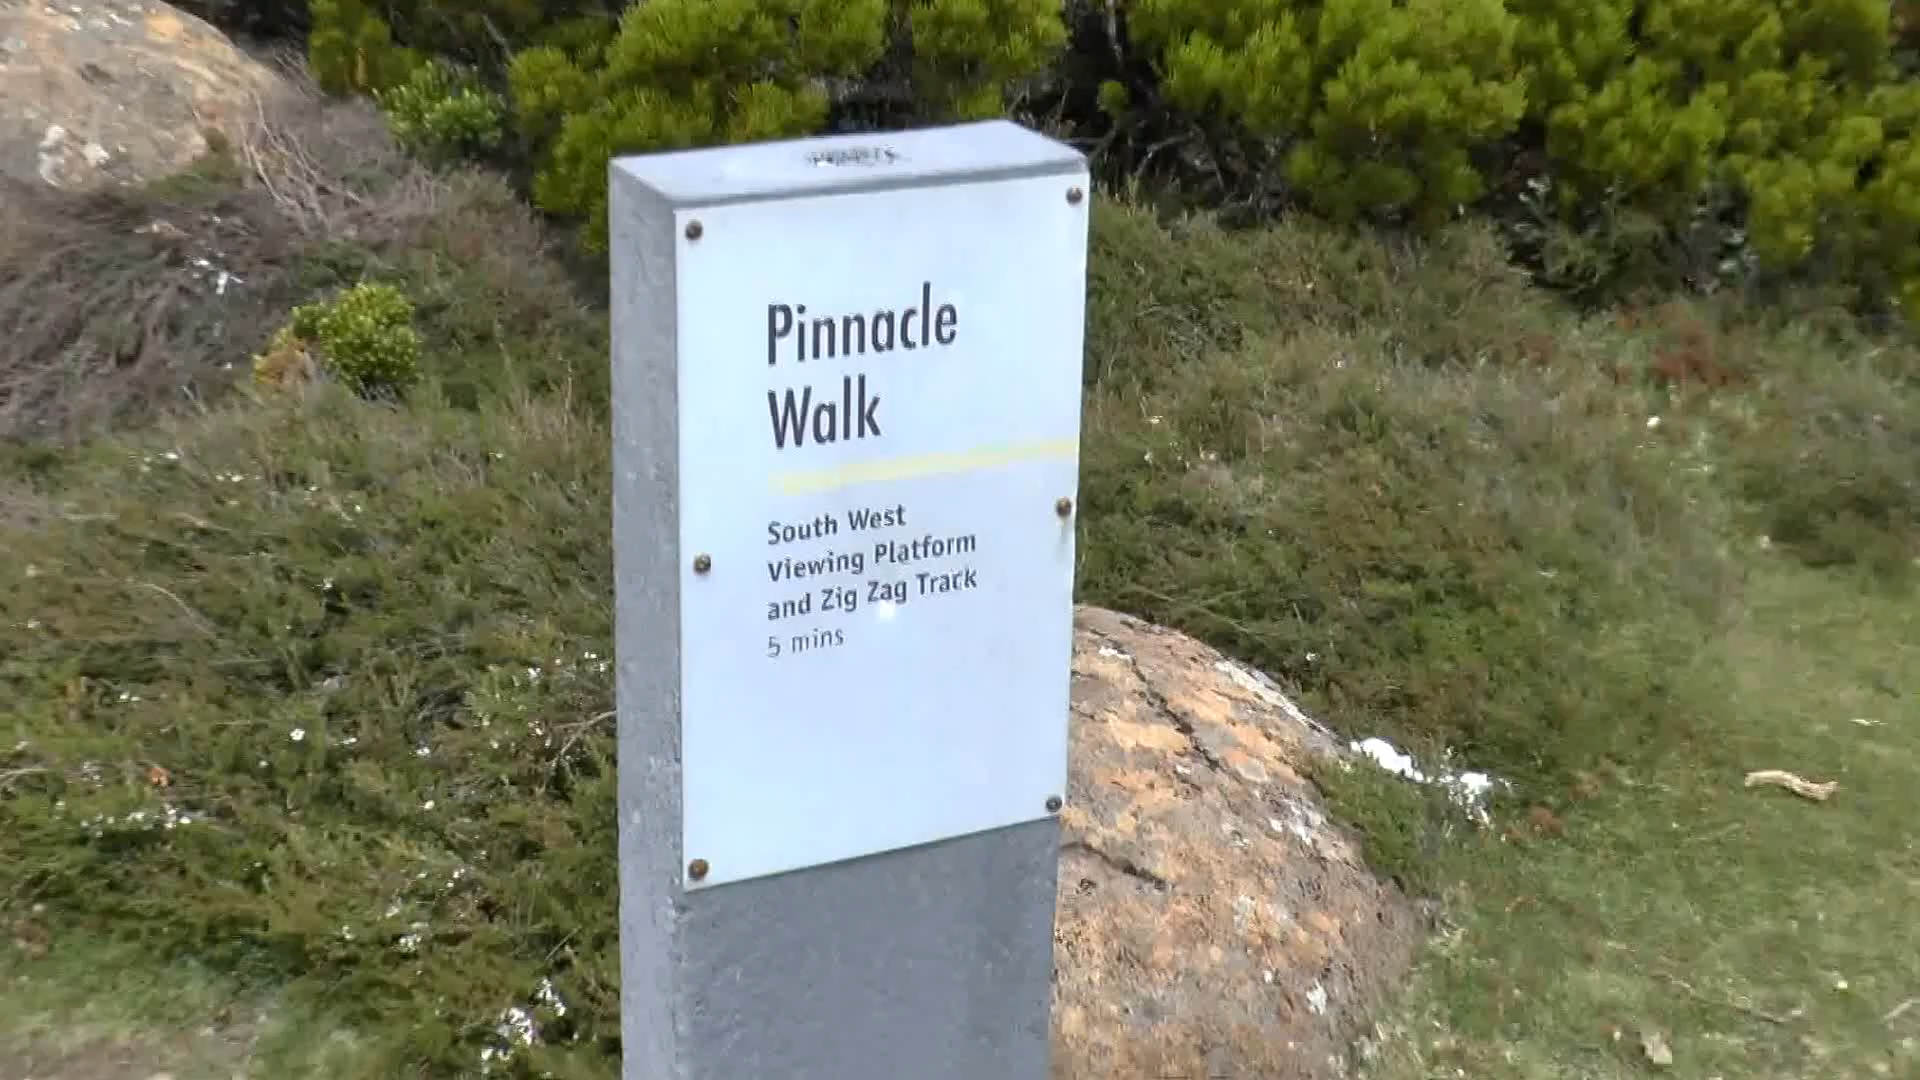 Pinnacle
Walk
South West
Viewing Platform
and Zig Zag Track
5 mins